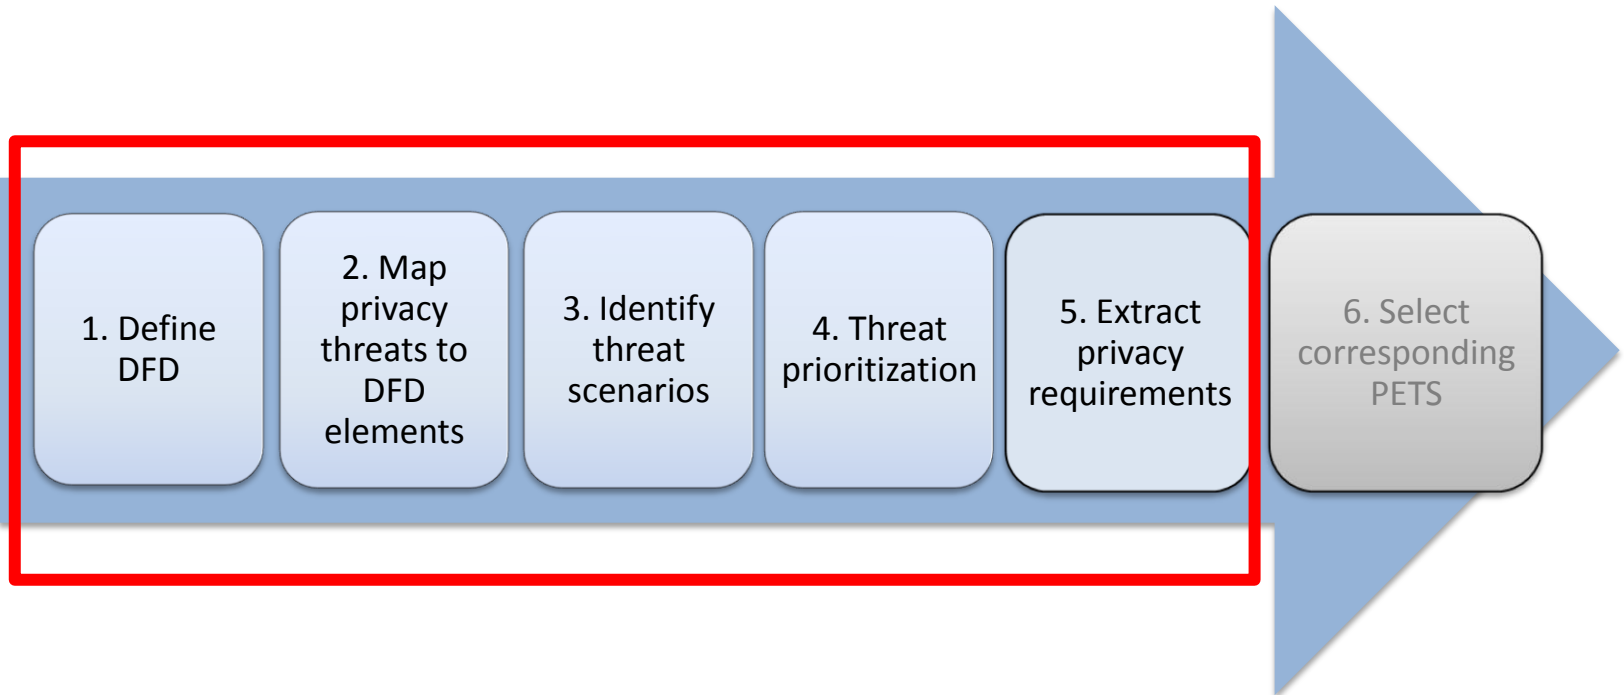 1. Define
DFD
2. Map
privacy
threats to
DFD
elements
3. Identify
threat
scenarios
4. Threat
prioritization
5. Extract
privacy
requirements
6. Select
corresponding
PETS